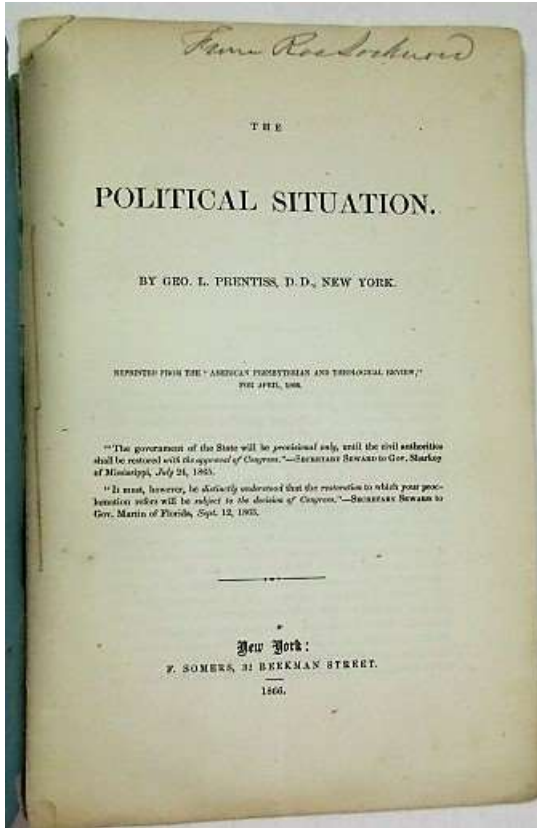 From
THE
POLITICAL SITUATION.
BY GEO. L. PRENTISS, D. D., NEW YORK.
REPRINTED FROM THE "AMERICAN PRESBYTERIAN AND THEOLOGICAL REVIEW,"
FOR APRIL, 1866.
"The government of the State will be provisional only, until the civil authorities
shall be restored with the approval of Congress."—SECRETARY SEWARD to Gov. Sharkey
of Mississippi, July 24, 1865.
"It must, however, be distinctly understood that the restoration to which your proc-
lamation refers will be subject to the decision of Congress."—SECRETARY SEWARD to
Gov. Martin of Florida, Sept. 12, 1865.
New York:
F. SOMERS, 32 BEEKMAN STREET.
1866.